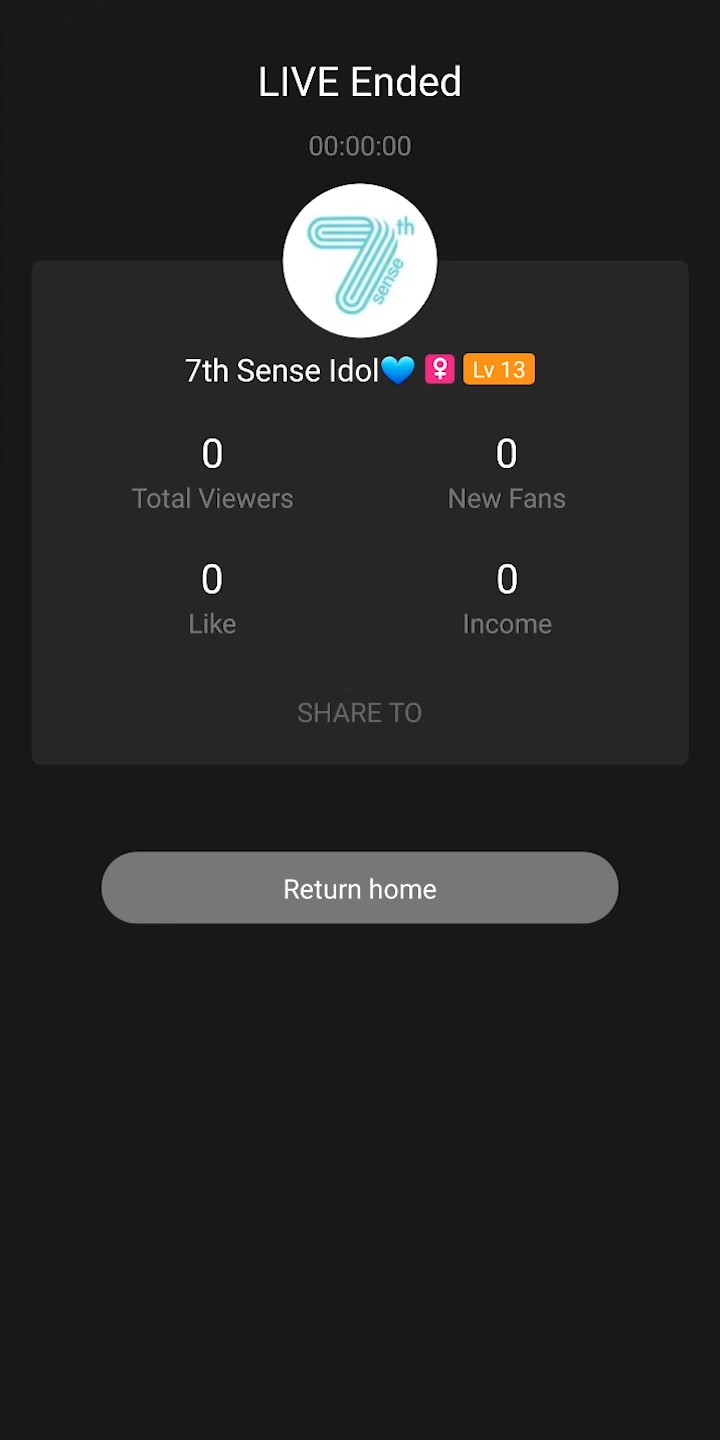 LIVE Ended
00:00:00
7th
sense
7th Sense Idol💙 Lv 13
0 0
Total Viewers New Fans
0 0
Like Income
SHARE TO
Return home